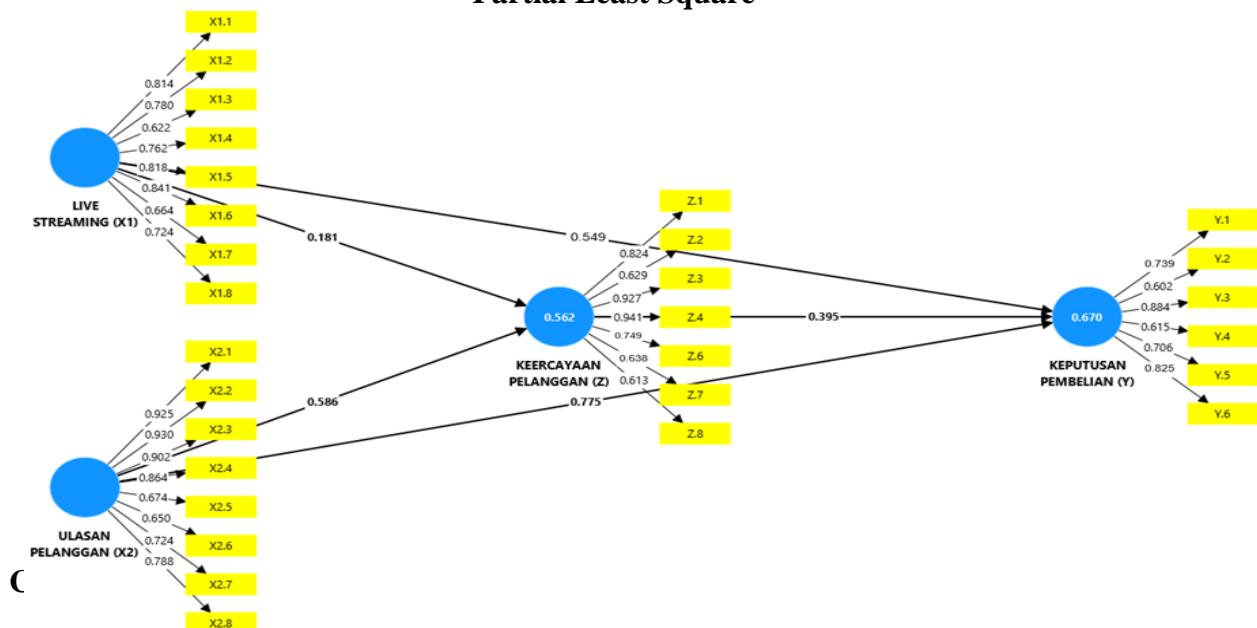 Partial Least Square
X1.1
X1.2
X1.3
X1.4
X1.5
X1.6
X1.7
X1.8
0.814
0.780
0.622
0.762
0.818
0.841
0.664
0.724
LIVE
STREAMING (X1)
0.181
0.549
X2.1
X2.2
X2.3
X2.4
X2.5
X2.6
X2.7
X2.8
0.925
0.930
0.902
0.864
0.674
0.650
0.724
0.788
ULASAN
PELANGGAN (X2)
0.586
0.775
Z.1
Z.2
Z.3
Z.4
Z.6
Z.7
Z.8
0.824
0.629
0.927
0.941
0.749
0.638
0.613
0.562
KEERCAYAAN
PELANGGAN (Z)
0.395
Y.1
Y.2
Y.3
Y.4
Y.5
Y.6
0.739
0.602
0.884
0.615
0.706
0.825
0.670
KEPUTUSAN
PEMBELIAN (Y)